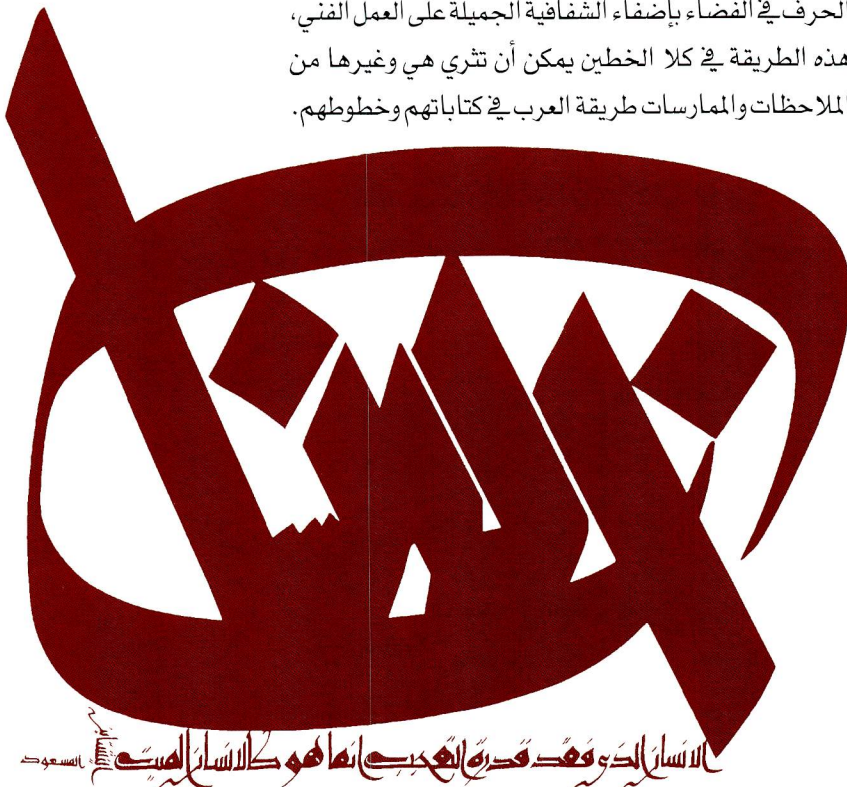 الحرف في الفضاء بإضفاء الشفافية الجميلة على العمل الفني،
هذه الطريقة في كلا الخطين يمكن أن تثري هي وغيرها من
الملاحظات والممارسات طريقة العرب في كتاباتهم وخطوطهم.
الانسان الذي فقد قدرة التعجب انما هو كالانسان الميت المسعود